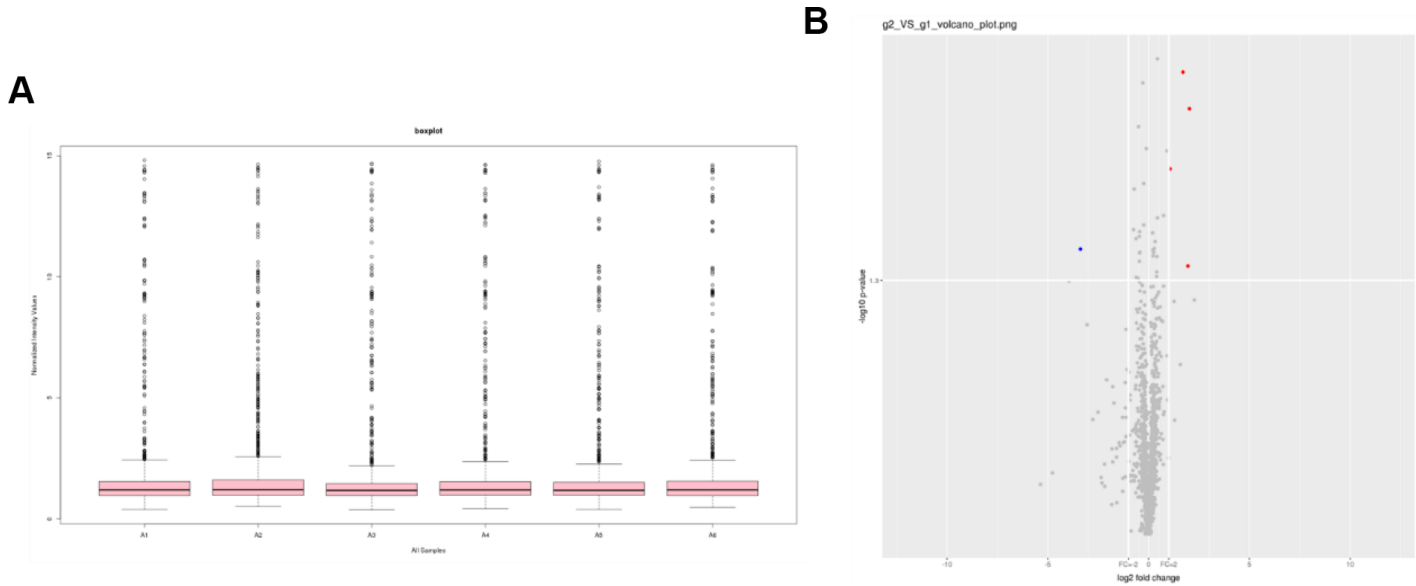 A
boxplot
15
10
5
0
Normalized Intensity Values
A1 A2 A3 A4 A5 A6
All Samples
B
g2_VS_g1_volcano_plot.png
-log10 p-value
1.3
-10 -5 FC=-2 0 FC=2 5 10
log2 fold change